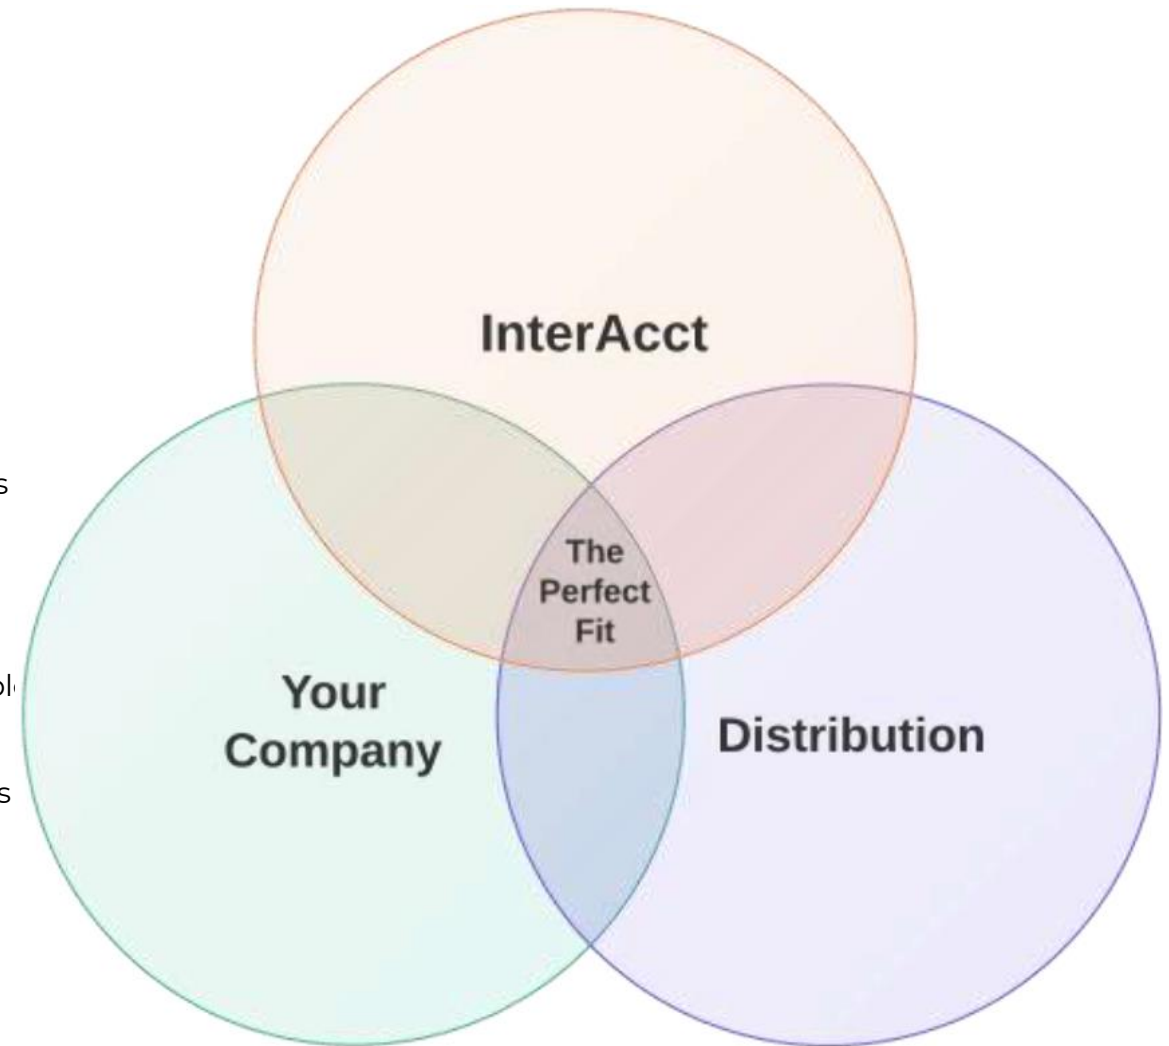 InterAcct
s
The
Perfect
Fit
Your
Company
Distribution
s